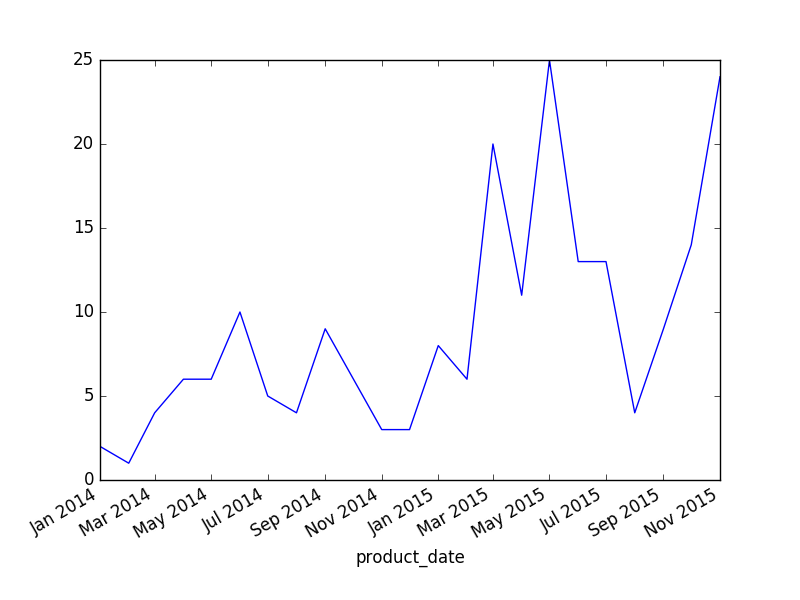 25
20
15
10
5
0
Jan 2014
Mar 2014
May 2014
Jul 2014
Sep 2014
Nov 2014
Jan 2015
Mar 2015
May 2015
Jul 2015
Sep 2015
Nov 2015
product_date